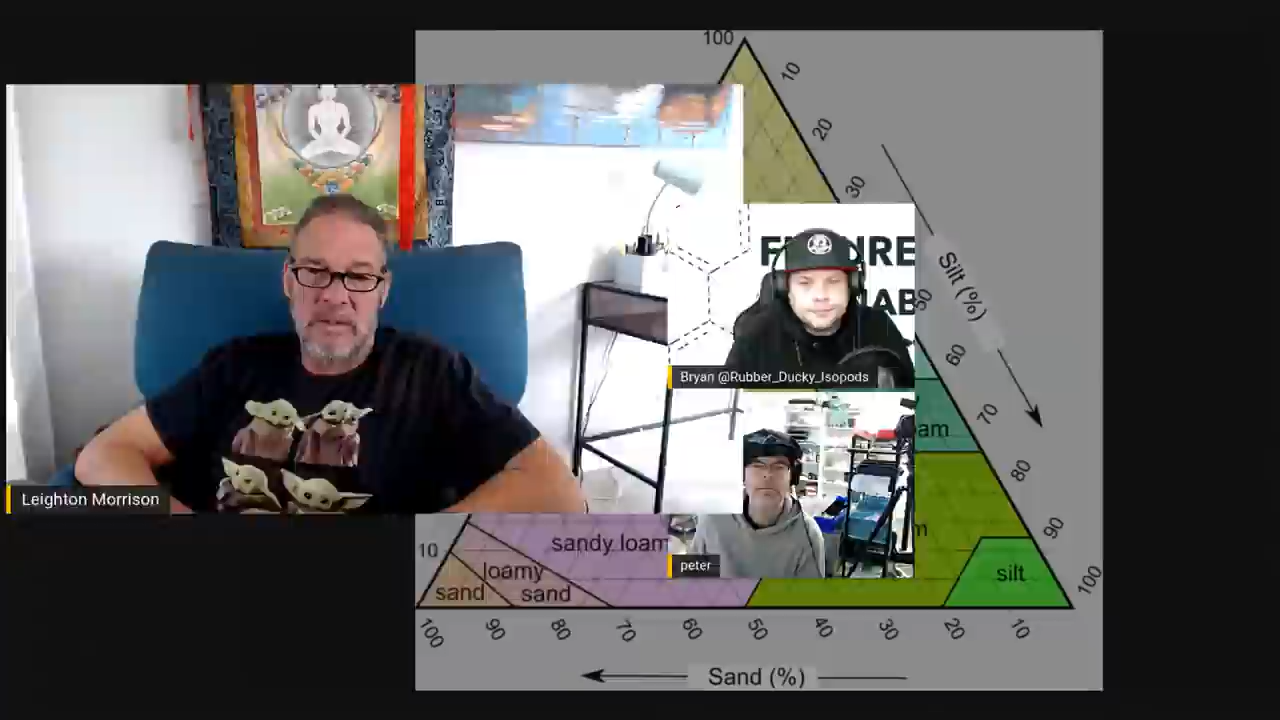 100
10
20
30
Silt (%)
50
60
70
80
90
100
Leighton Morrison
Bryan @Rubber_Ducky_Isopods
peter
am
10
sandy loam
loamy
sand
sand
silt
100
90
80
70
60
50
40
30
20
10
Sand (%)